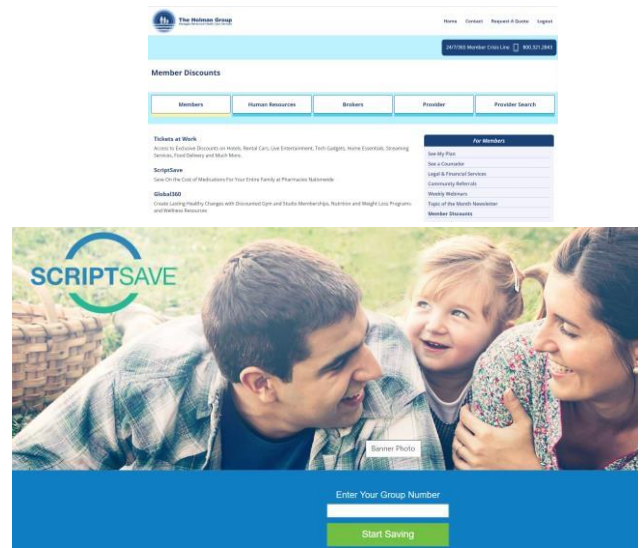 The Holman Group
Home Contact Request A Quote Logout
24/7/365 Member Crisis Line 800.321.2843
Member Discounts
Members Human Resources Brokers Provider Provider Search
Tickets at Work
Access to Exclusive Discounts on Hotels, Rental Cars, Live Entertainment, Tech Gadgets, Home Essentials, Streaming
Services, Food Delivery and Much More.
ScriptSave
Save On the Cost of Medications For Your Entire Family at Pharmacies Nationwide
Global360
Create Lasting Healthy Changes with Discounted Gym and Studio Memberships, Nutrition and Weight Loss Programs
and Wellness Resources
For Members
See My Plan
See a Counselor
Legal & Financial Services
Community Referrals
Weekly Webinars
Topic of the Month
Newsletter
Member Discounts
SCRIPTSAVE
Banner Photo
Enter Your Group Number
Start Saving